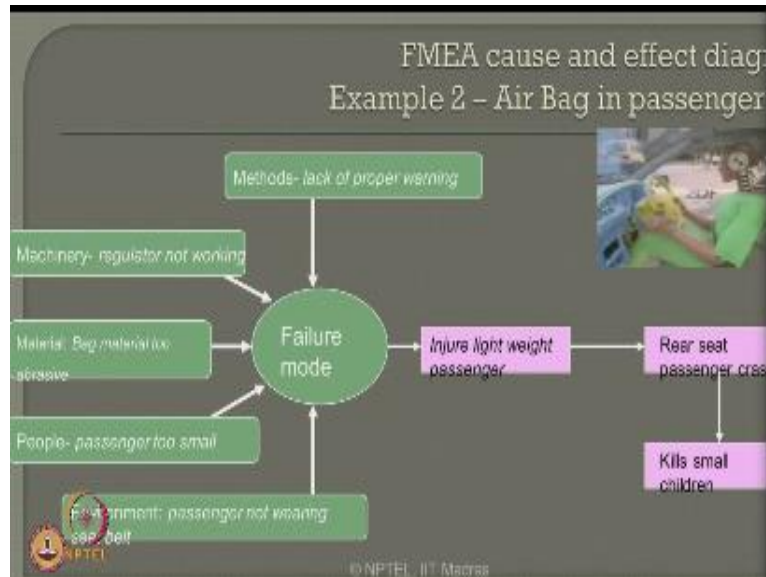 FMEA cause and effect diag
Example 2 – Air Bag in passenger
Methods- lack of proper warning
Machinery- regulator not working
Material: Bag material too
abrasive
People- passenger too small
Environment: passenger not wearing
seat belt
Failure
mode
Injure light weight
passenger
Rear seat
passenger cras
Kills small
children
NPTEL
© NPTEL, IIT Madras